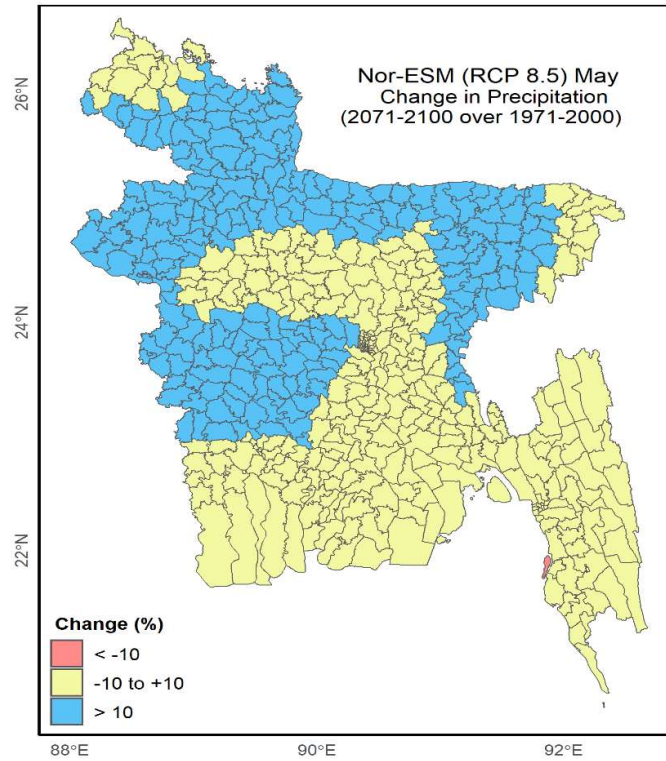 Nor-ESM (RCP 8.5) May
Change in Precipitation
(2071-2100 over 1971-2000)
26°N
24°N
22°N
Change (%)
< -10
-10 to +10
> 10
88°E
90°E
92°E